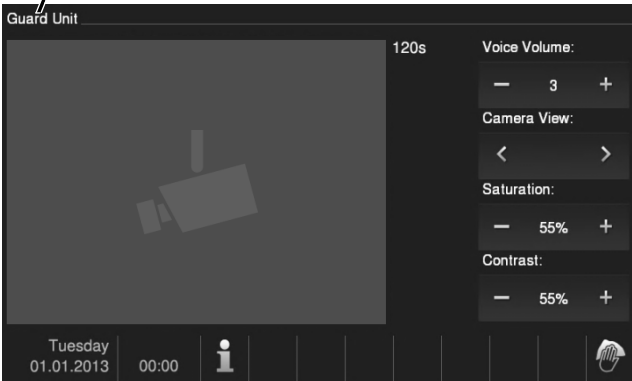 Guard Unit
120s
Voice Volume:
− 3 +
Camera View:
< >
Saturation:
− 55% +
Contrast:
− 55% +
Tuesday
01.01.2013
00:00
i